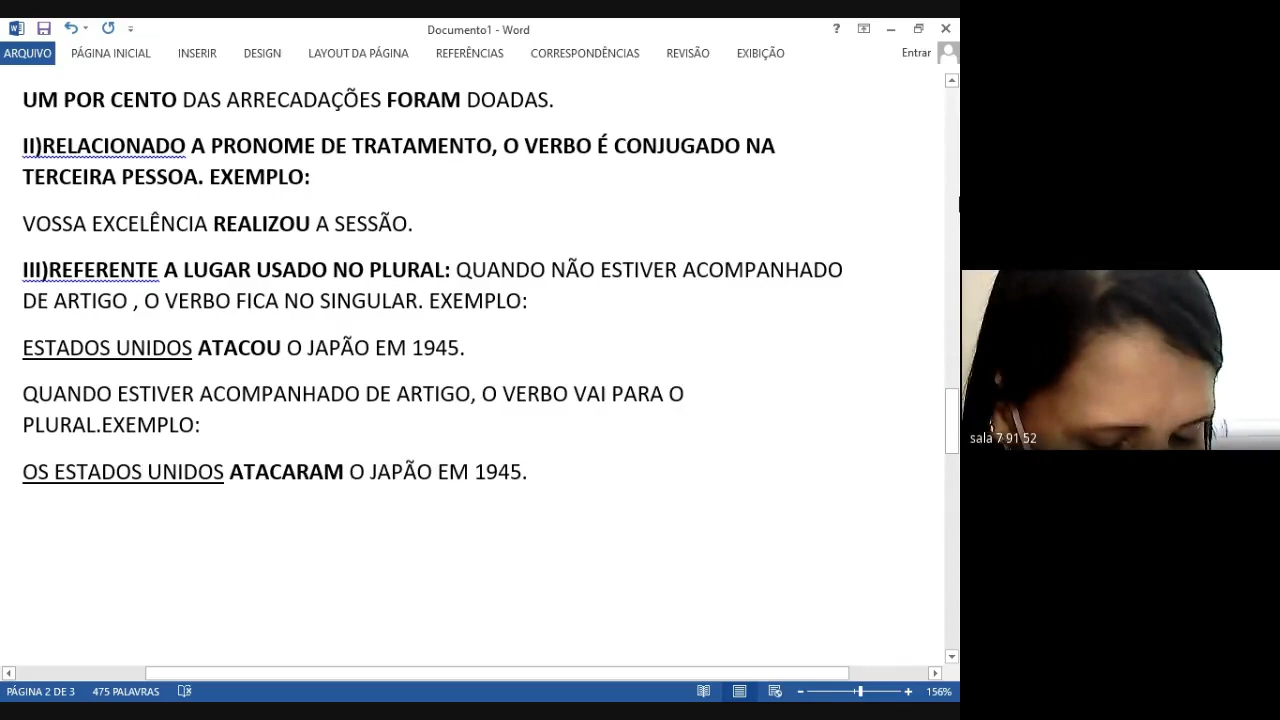 Documento1 - Word
?
ARQUIVO PÁGINA INICIAL INSERIR DESIGN LAYOUT DA PÁGINA REFERÊNCIAS CORRESPONDÊNCIAS REVISÃO EXIBIÇÃO Entrar
UM POR CENTO DAS ARRECADAÇÕES FORAM DOADAS.
II)RELACIONADO A PRONOME DE TRATAMENTO, O VERBO É CONJUGADO NA
TERCEIRA PESSOA. EXEMPLO:
VOSSA EXCELÊNCIA REALIZOU A SESSÃO.
III)REFERENTE A LUGAR USADO NO PLURAL: QUANDO NÃO ESTIVER ACOMPANHADO
DE ARTIGO , O VERBO FICA NO SINGULAR. EXEMPLO:
ESTADOS UNIDOS ATACOU O JAPÃO EM 1945.
QUANDO ESTIVER ACOMPANHADO DE ARTIGO, O VERBO VAI PARA O
PLURAL.EXEMPLO:
OS ESTADOS UNIDOS ATACARAM O JAPÃO EM 1945.
sala 7 91 52
PÁGINA 2 DE 3 475 PALAVRAS 156%